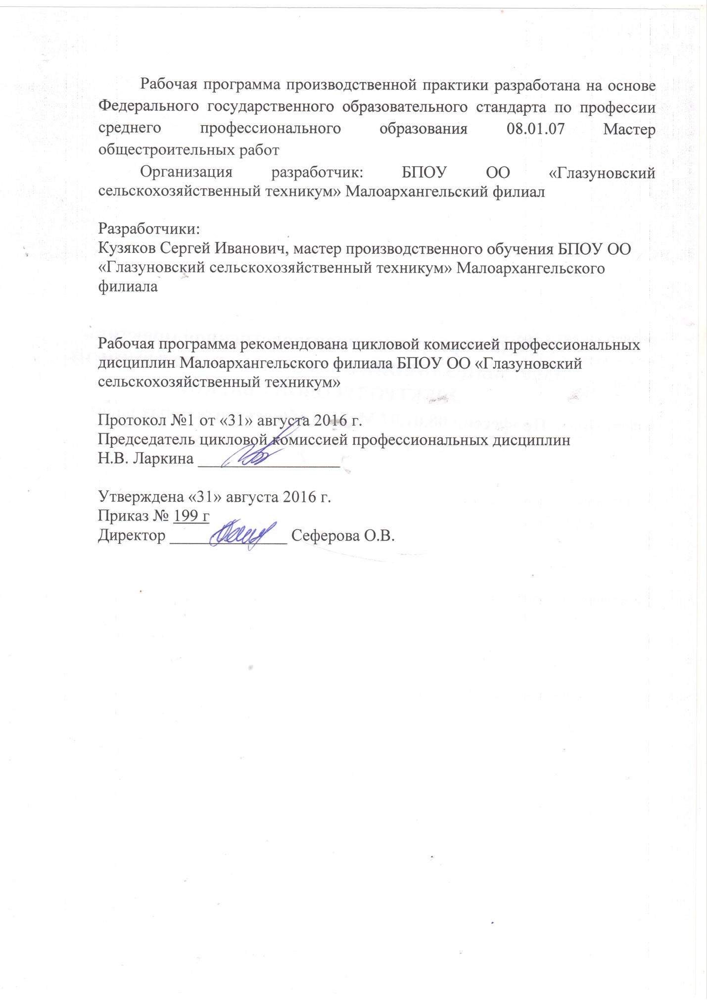 Рабочая программа производственной практики разработана на основе
Федерального государственного образовательного стандарта по профессии
среднего профессионального образования 08.01.07 Мастер
общестроительных работ
Организация разработчик: БПОУ ОО «Глазуновский
сельскохозяйственный техникум» Малоархангельский филиал
Разработчики:
Кузяков Сергей Иванович, мастер производственного обучения БПОУ ОО
«Глазуновский сельскохозяйственный техникум» Малоархангельского
филиала
Рабочая программа рекомендована цикловой комиссией профессиональных
дисциплин Малоархангельского филиала БПОУ ОО «Глазуновский
сельскохозяйственный техникум»
Протокол №1 от «31» августа 2016 г.
Председатель цикловой комиссией профессиональных дисциплин
Н.В. Ларкина _________________
Утверждена «31» августа 2016 г.
Приказ № 199 г
Директор ______________ Сеферова О.В.